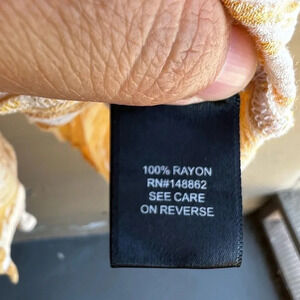 100% RAYON
RN#148862
SEE CARE
ON REVERSE